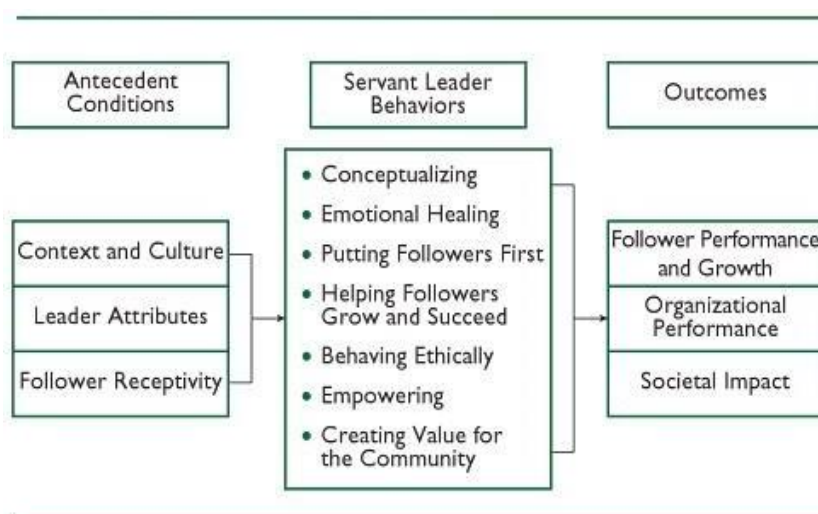 Antecedent
Conditions
Servant Leader
Behaviors
Outcomes
Context and Culture
Leader Attributes
Follower Receptivity
• Conceptualizing
• Emotional Healing
• Putting Followers First
• Helping Followers
Grow and Succeed
• Behaving Ethically
• Empowering
• Creating Value for
the Community
Follower Performance
and Growth
Organizational
Performance
Societal Impact